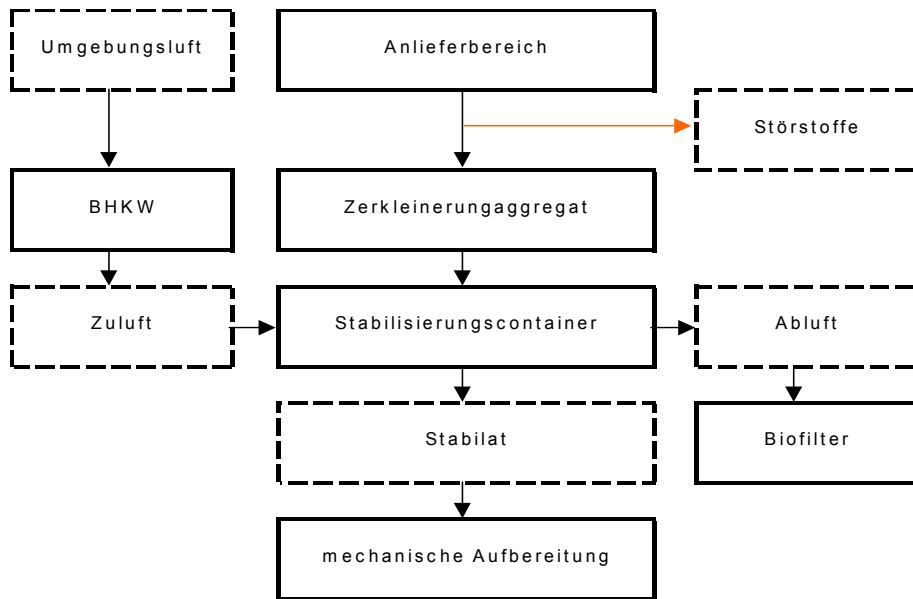 Umgebungsluft
Anlieferbereich
Störstoffe
BHKW
Zerkleinerungaggregat
Zuluft
Stabilisierungscontainer
Abluft
Stabilat
Biofilter
mechanische Aufbereitung